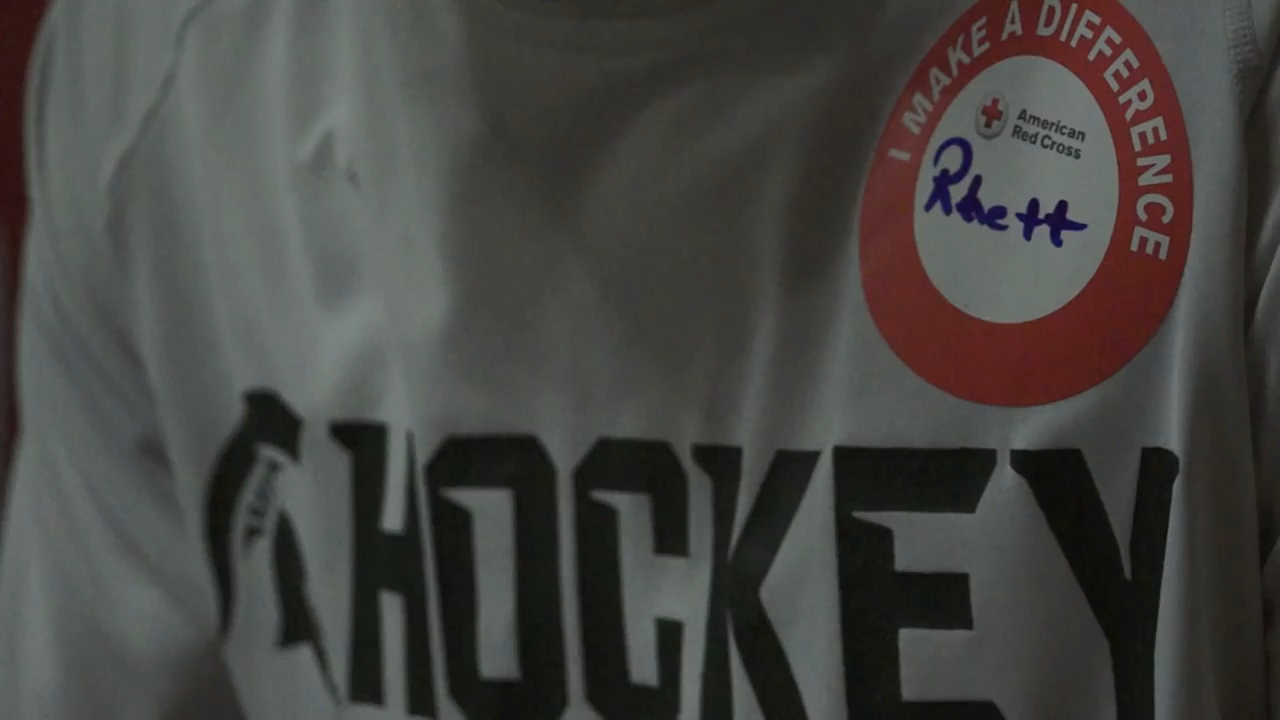 I MAKE A DIFFERENCE
American
Red Cross
Rhett
HOCKEY